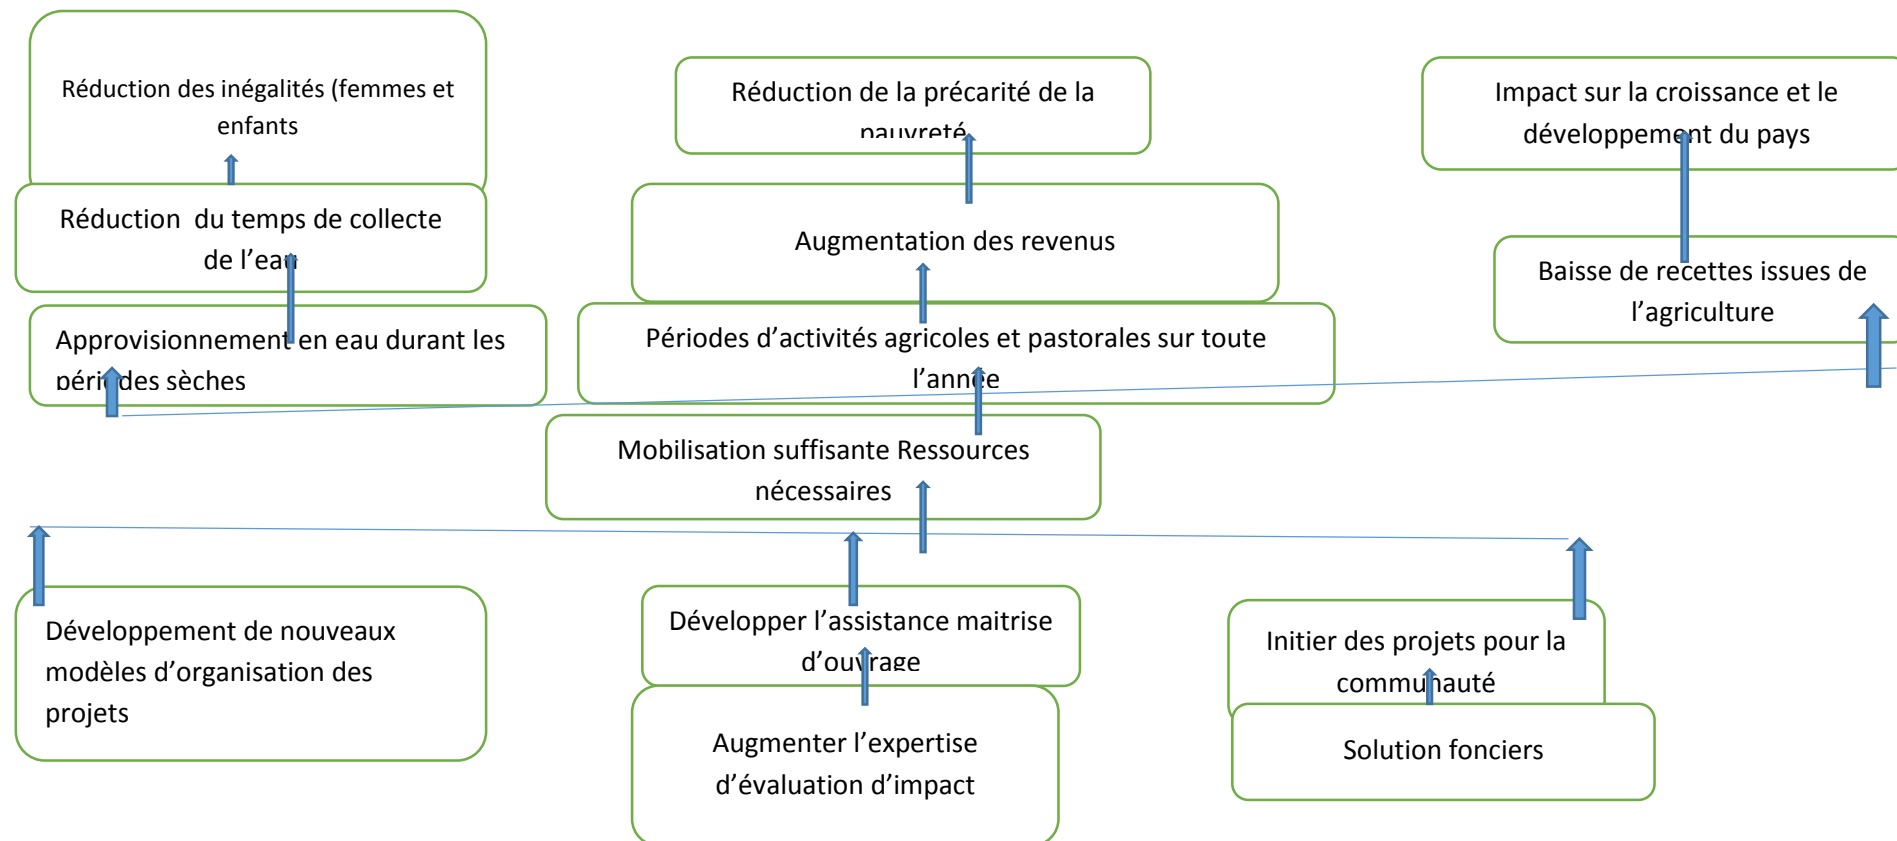 Réduction des inégalités (femmes et
enfants
Réduction de la précarité de la
pauvreté
Impact sur la croissance et le
développement du pays
Réduction  du temps de collecte
de l’eau
Augmentation des revenus
Baisse de recettes issues de
l’agriculture
Approvisionnement en eau durant les
périodes sèches
Périodes d’activités agricoles et pastorales sur toute
l’année
Mobilisation suffisante Ressources
nécessaires
Développement de nouveaux
modèles d’organisation des
projets
Développer l’assistance maitrise
d’ouvrage
Initier des projets pour la
communauté
Augmenter l’expertise
d’évaluation d’impact
Solution fonciers